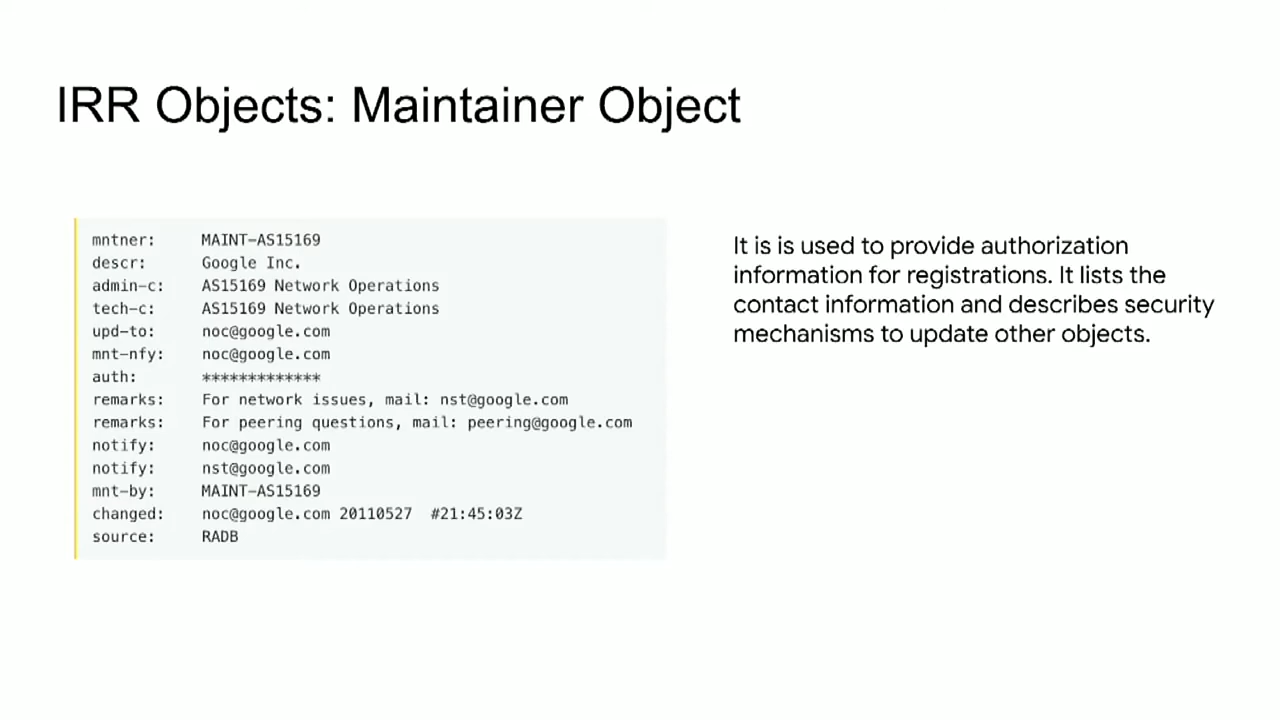 IRR Objects: Maintainer Object
mntner: MAINT-AS15169
descr: Google Inc.
admin-c: AS15169 Network Operations
tech-c: AS15169 Network Operations
upd-to: noc@google.com
mnt-nfy: noc@google.com
auth: *************
remarks: For network issues, mail: nst@google.com
remarks: For peering questions, mail: peering@google.com
notify: noc@google.com
notify: nst@google.com
mnt-by: MAINT-AS15169
changed: noc@google.com 20110527 #21:45:03Z
source: RADB
It is is used to provide authorization
information for registrations. It lists the
contact information and describes security
mechanisms to update other objects.